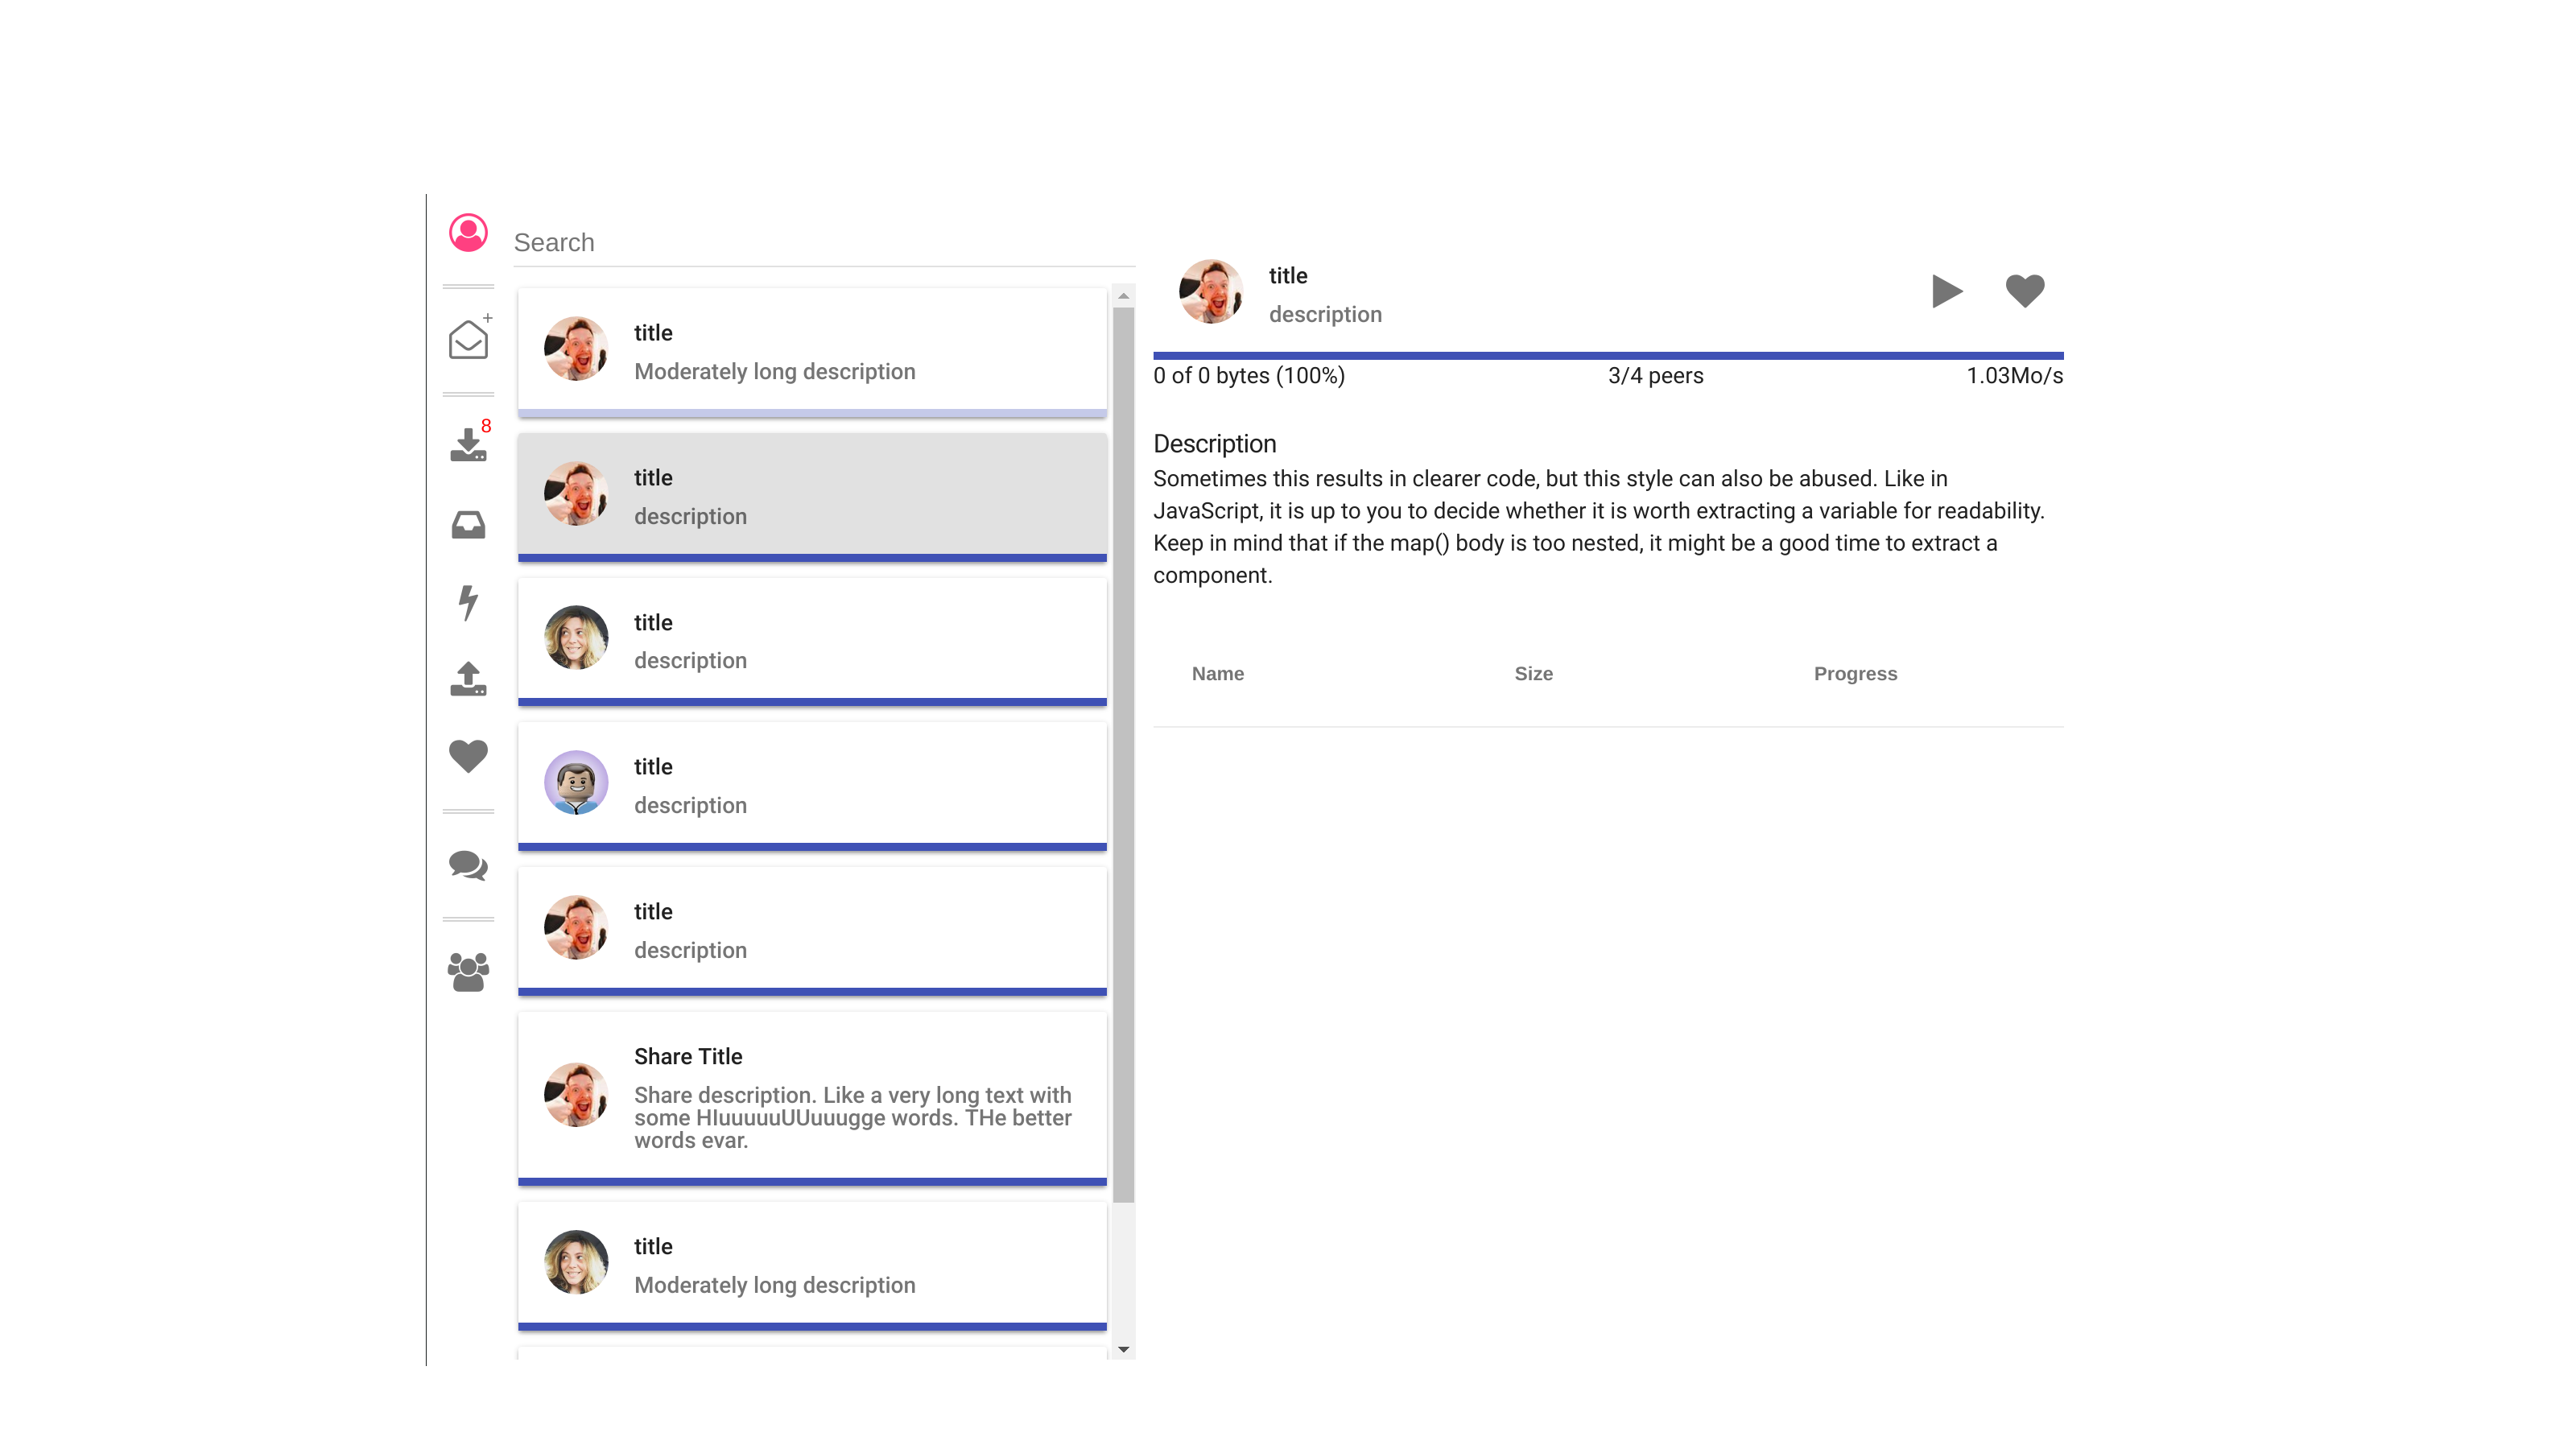 Search
+
8
title
Moderately long description
title
description
title
description
title
description
title
description
Share Title
Share description. Like a very long text with
some HIuuuuuUUuuugge words. THe better
words evar.
title
Moderately long description
title
description
0 of 0 bytes (100%) 3/4 peers 1.03Mo/s
Description
Sometimes this results in clearer code, but this style can also be abused. Like in
JavaScript, it is up to you to decide whether it is worth extracting a variable for readability.
Keep in mind that if the map() body is too nested, it might be a good time to extract a
component.
Name Size Progress